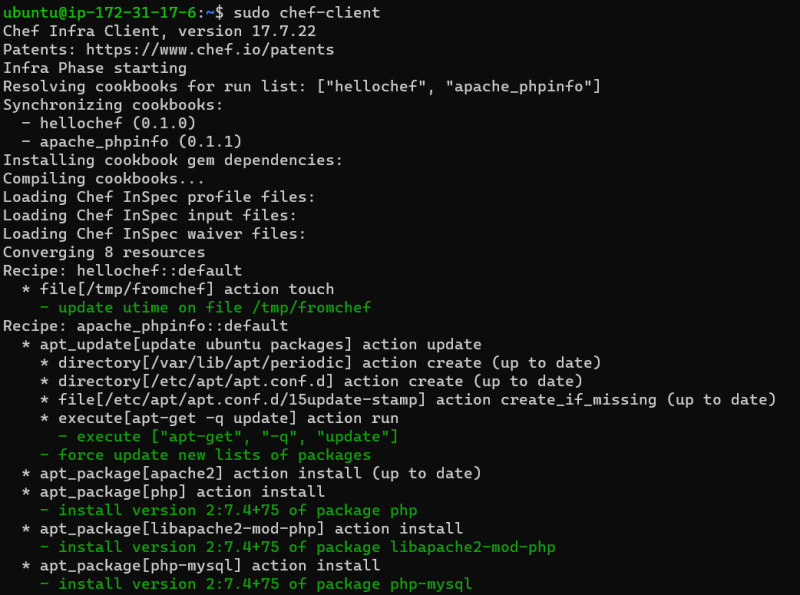 ubuntu@ip-172-31-17-6:~$ sudo chef-client
Chef Infra Client, version 17.7.22
Patents: https://www.chef.io/patents
Infra Phase starting
Resolving cookbooks for run list: ["hellochef", "apache_phpinfo"]
Synchronizing cookbooks:
  - hellochef (0.1.0)
  - apache_phpinfo (0.1.1)
Installing cookbook gem dependencies:
Compiling cookbooks...
Loading Chef InSpec profile files:
Loading Chef InSpec input files:
Loading Chef InSpec waiver files:
Converging 8 resources
Recipe: hellochef::default
  * file[/tmp/fromchef] action touch
    - update utime on file /tmp/fromchef
Recipe: apache_phpinfo::default
  * apt_update[update ubuntu packages] action update
    * directory[/var/lib/apt/periodic] action create (up to date)
    * directory[/etc/apt/apt.conf.d] action create (up to date)
    * file[/etc/apt/apt.conf.d/15update-stamp] action create_if_missing (up to date)
    * execute[apt-get -q update] action run
      - execute ["apt-get", "-q", "update"]
    - force update new lists of packages
  * apt_package[apache2] action install (up to date)
  * apt_package[php] action install
    - install version 2:7.4+75 of package php
  * apt_package[libapache2-mod-php] action install
    - install version 2:7.4+75 of package libapache2-mod-php
  * apt_package[php-mysql] action install
    - install version 2:7.4+75 of package php-mysql